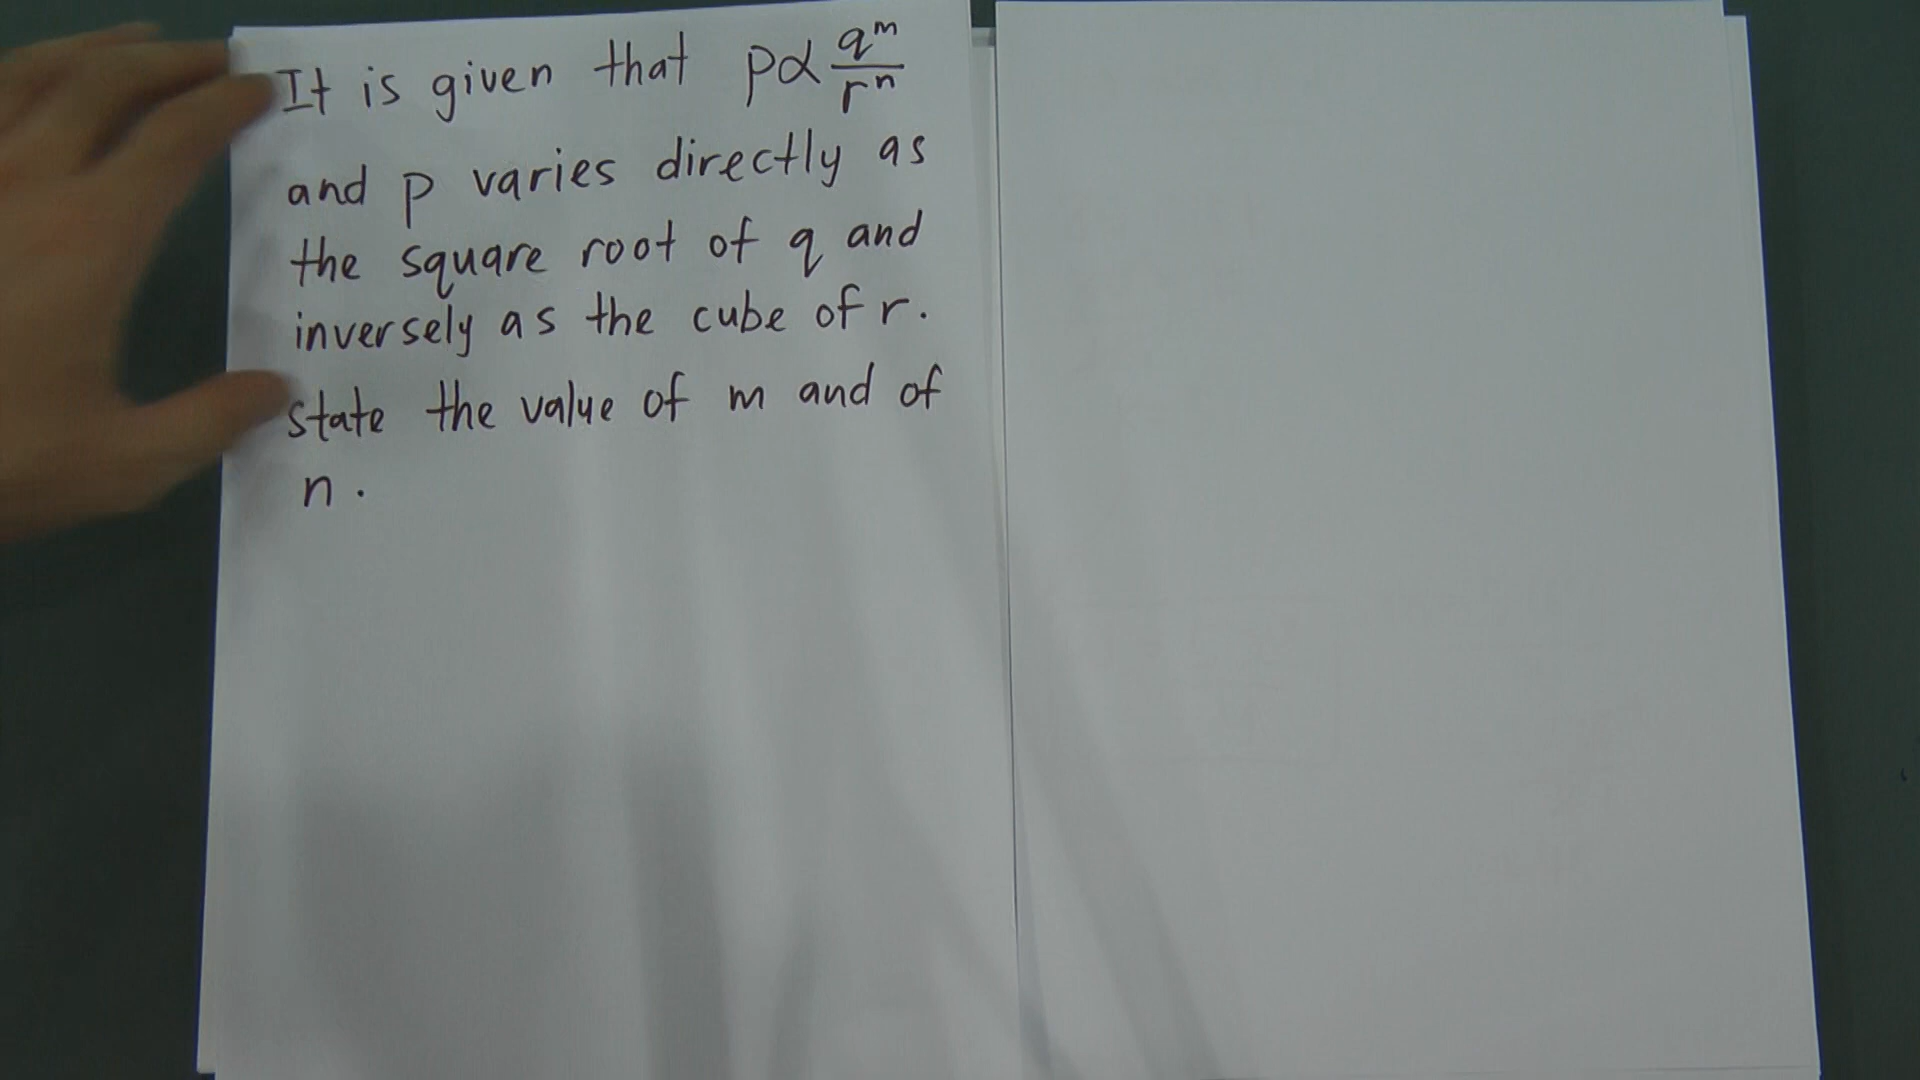 It is given that p ∝ q^m / r^n
and p varies directly as
the square root of q and
inversely as the cube of r.
state the value of m and of
n.